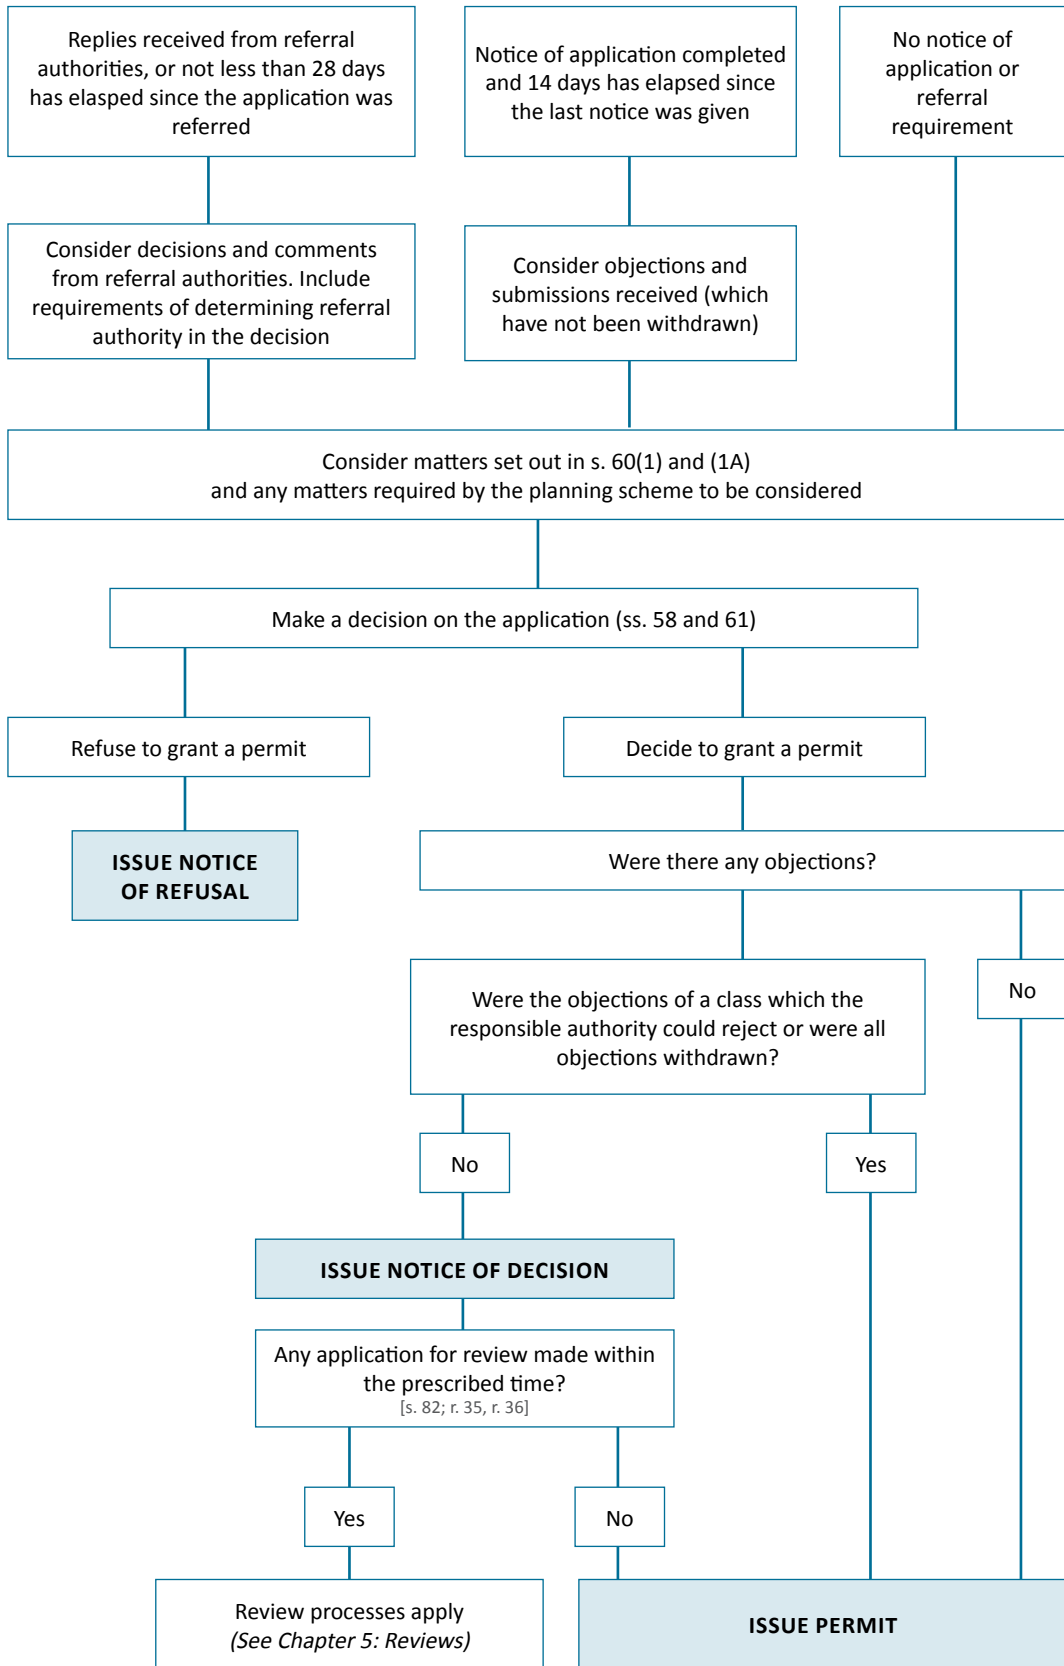 Replies received from referral
authorities, or not less than 28 days
has elasped since the application was
referred
Notice of application completed
and 14 days has elapsed since
the last notice was given
No notice of
application or
referral
requirement
Consider decisions and comments
from referral authorities. Include
requirements of determining referral
authority in the decision
Consider objections and
submissions received (which
have not been withdrawn)
Consider matters set out in s. 60(1) and (1A)
and any matters required by the planning scheme to be considered
Make a decision on the application (ss. 58 and 61)
Refuse to grant a permit
Decide to grant a permit
ISSUE NOTICE
OF REFUSAL
Were there any objections?
No
Were the objections of a class which the
responsible authority could reject or were all
objections withdrawn?
No
Yes
ISSUE NOTICE OF DECISION
Any application for review made within
the prescribed time?
[s. 82; r. 35, r. 36]
Yes
No
Review processes apply
(See Chapter 5: Reviews)
ISSUE PERMIT